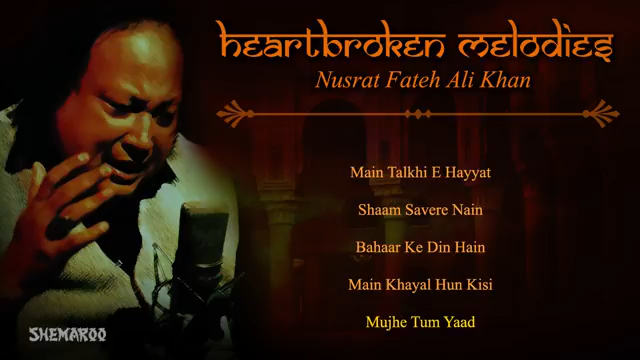 Heartbroken Melodies
Nusrat Fateh Ali Khan
Main Talkhi E Hayyat
Shaam Savere Nain
Bahaar Ke Din Hain
Main Khayal Hun Kisi
Mujhe Tum Yaad
SHEMAROO